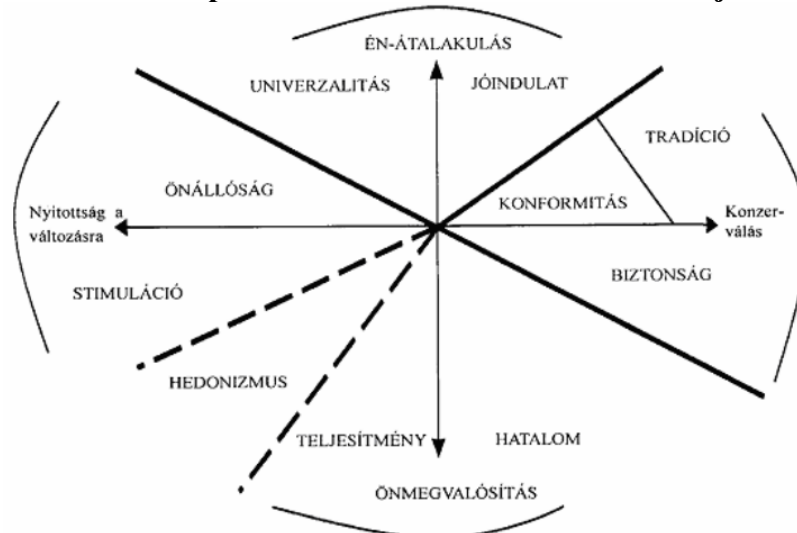 ÉN-ÁTALAKULÁS
UNIVERZALITÁS
JÓINDULAT
TRADÍCIÓ
ÖNÁLLÓSÁG
KONFORMITÁS
Nyitottság a
változásra
Konzer-
válás
BIZTONSÁG
STIMULÁCIÓ
HEDONIZMUS
TELJESÍTMÉNY
HATALOM
ÖNMEGVALÓSÍTÁS